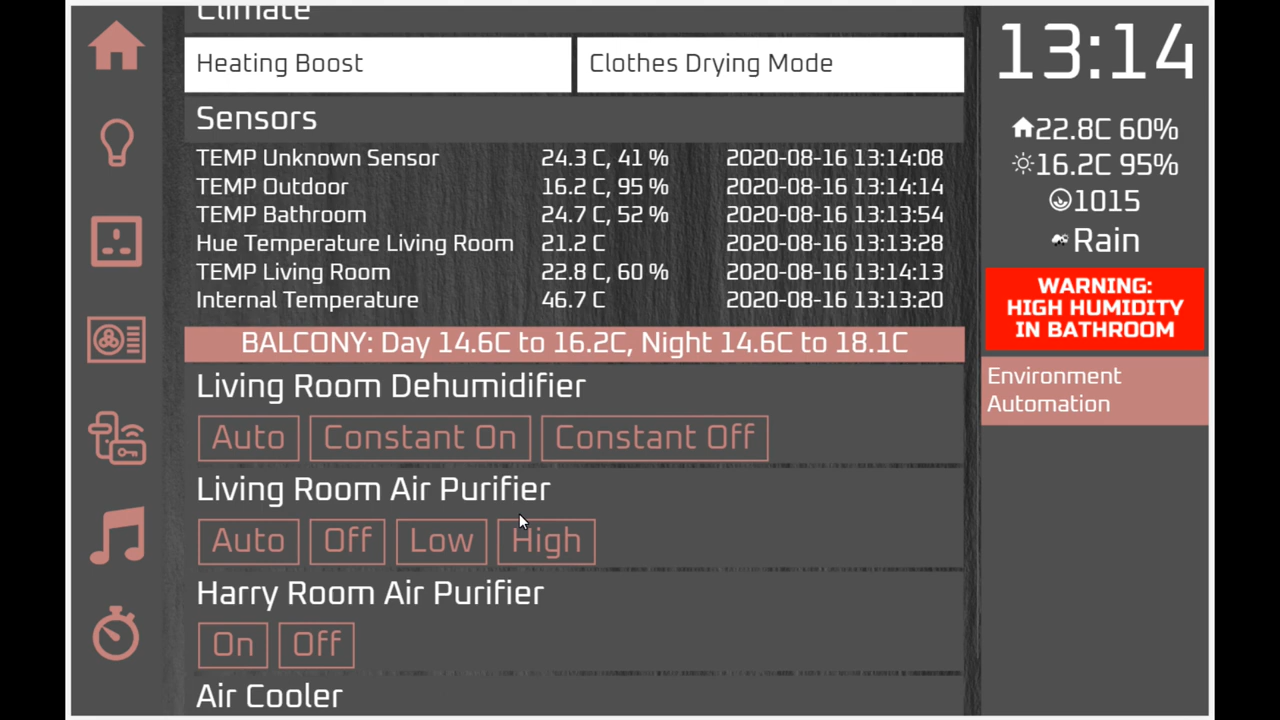 Climate
Heating Boost
Clothes Drying Mode
Sensors
TEMP Unknown Sensor 24.3 C, 41 % 2020-08-16 13:14:08
TEMP Outdoor 16.2 C, 95 % 2020-08-16 13:14:14
TEMP Bathroom 24.7 C, 52 % 2020-08-16 13:13:54
Hue Temperature Living Room 21.2 C 2020-08-16 13:13:28
TEMP Living Room 22.8 C, 60 % 2020-08-16 13:14:13
Internal Temperature 46.7 C 2020-08-16 13:13:20
BALCONY: Day 14.6C to 16.2C, Night 14.6C to 18.1C
Living Room Dehumidifier
Auto Constant On Constant Off
Living Room Air Purifier
Auto Off Low High
Harry Room Air Purifier
On Off
Air Cooler
13:14
22.8C 60%
16.2C 95%
1015
Rain
WARNING:
HIGH HUMIDITY
IN BATHROOM
Environment
Automation